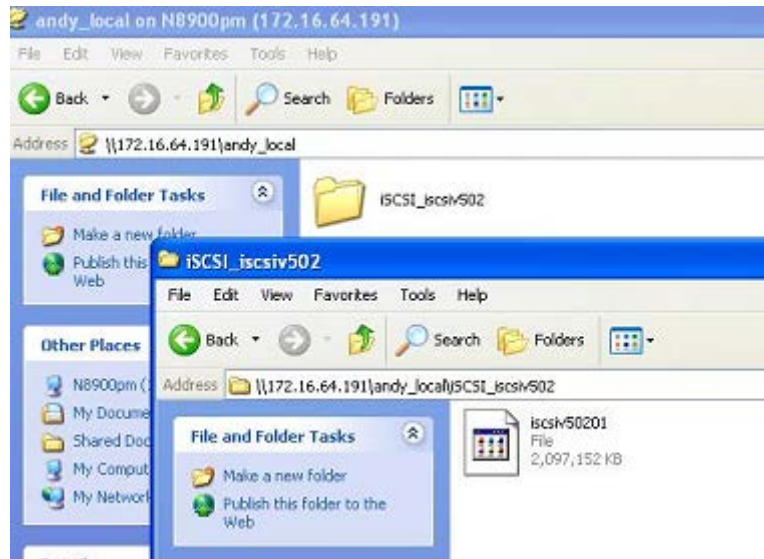 andy_local on N8900pm (172.16.64.191)
File Edit View Favorites Tools Help
Back Search Folders
Address \\172.16.64.191\andy_local
File and Folder Tasks
Make a new folder
Publish this
Web
Other Places
N8900pm (
My Docume
Shared Doc
My Comput
My Network
iSCSI_iscsiv502
iSCSI_iscsiv502
File Edit View Favorites Tools Help
Back Search Folders
Address \\172.16.64.191\andy_local\iSCSI_iscsiv502
File and Folder Tasks
Make a new folder
Publish this folder to the
Web
iscsiv50201
File
2,097,152 KB